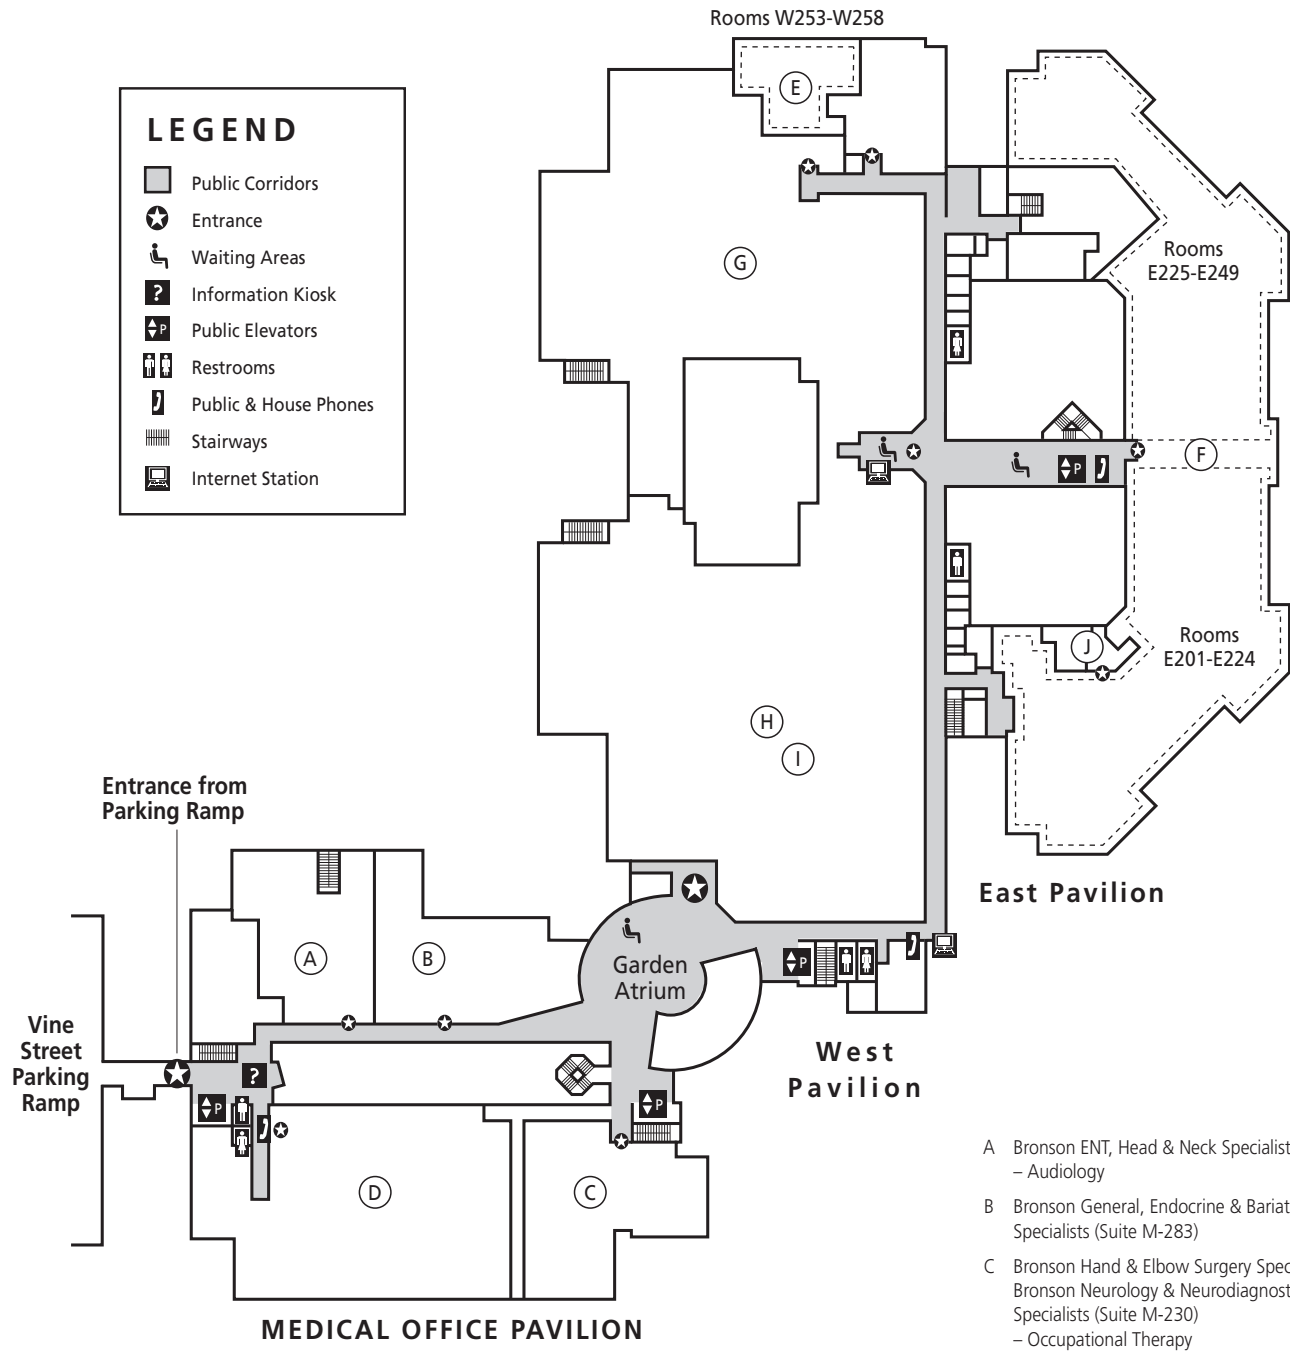 Rooms W253-W258
LEGEND
Public Corridors
Entrance
Waiting Areas
? Information Kiosk
P Public Elevators
Restrooms
Public & House Phones
Stairways
Internet Station
E
G
Rooms
E225-E249
P
F
Rooms
E201-E224
J
H
I
Entrance from
Parking Ramp
East Pavilion
A
B
Garden
Atrium
P
Vine
Street
Parking
Ramp
?
West
Pavilion
P
P
D
C
MEDICAL OFFICE PAVILION
A Bronson ENT, Head & Neck Specialist
– Audiology
B Bronson General, Endocrine & Bariat
Specialists (Suite M-283)
C Bronson Hand & Elbow Surgery Spec
Bronson Neurology & Neurodiagnost
Specialists (Suite M-230)
– Occupational Therapy